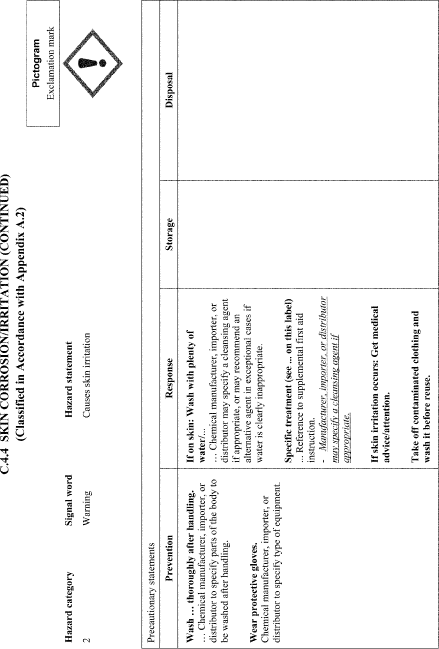 C.4.4 SKIN CORROSION/IRRITATION (CONTINUED)
(Classified in Accordance with Appendix A.2)
Pictogram
Exclamation mark
Hazard category
Signal word
Hazard statement
2
Warning
Causes skin irritation
Precautionary statements
Prevention
Response
Storage
Disposal
Wash … thoroughly after handling.
… Chemical manufacturer, importer, or
distributor to specify parts of the body to
be washed after handling.
Wear protective gloves.
Chemical manufacturer, importer, or
distributor to specify type of equipment.
If on skin: Wash with plenty of
water/...
… Chemical manufacturer, importer, or
distributor may specify a cleansing agent
if appropriate, or may recommend an
alternative agent in exceptional cases if
water is clearly inappropriate.
Specific treatment (see ... on this label)
... Reference to supplemental first aid
instruction.
- Manufacturer, importer, or distributor
may specify a cleansing agent if
appropriate.
If skin irritation occurs: Get medical
advice/attention.
Take off contaminated clothing and
wash it before reuse.